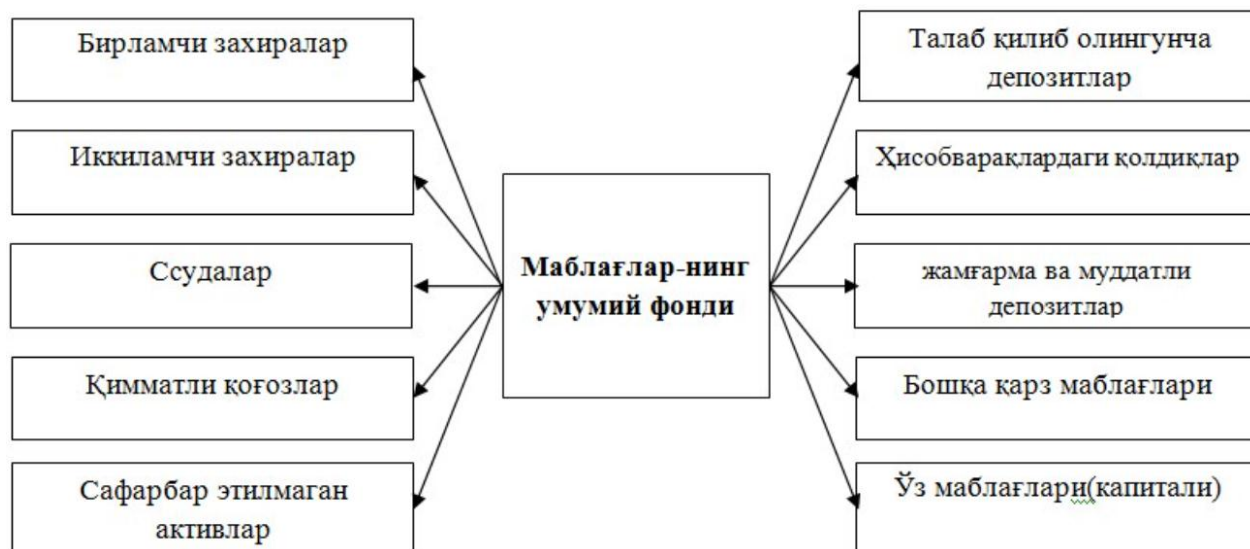 Бирламчи захиралар
Иккиламчи захиралар
Ссудалар
Қимматли қоғозлар
Сафарбар этилмаган
активлар
Маблағлар-нинг
умумий фонди
Талаб қилиб олингунча
депозитлар
Ҳисобварақлардаги қолдиқлар
жамғарма ва муддатли
депозитлар
Бошқа қарз маблағлари
Ўз маблағлари(капитали)